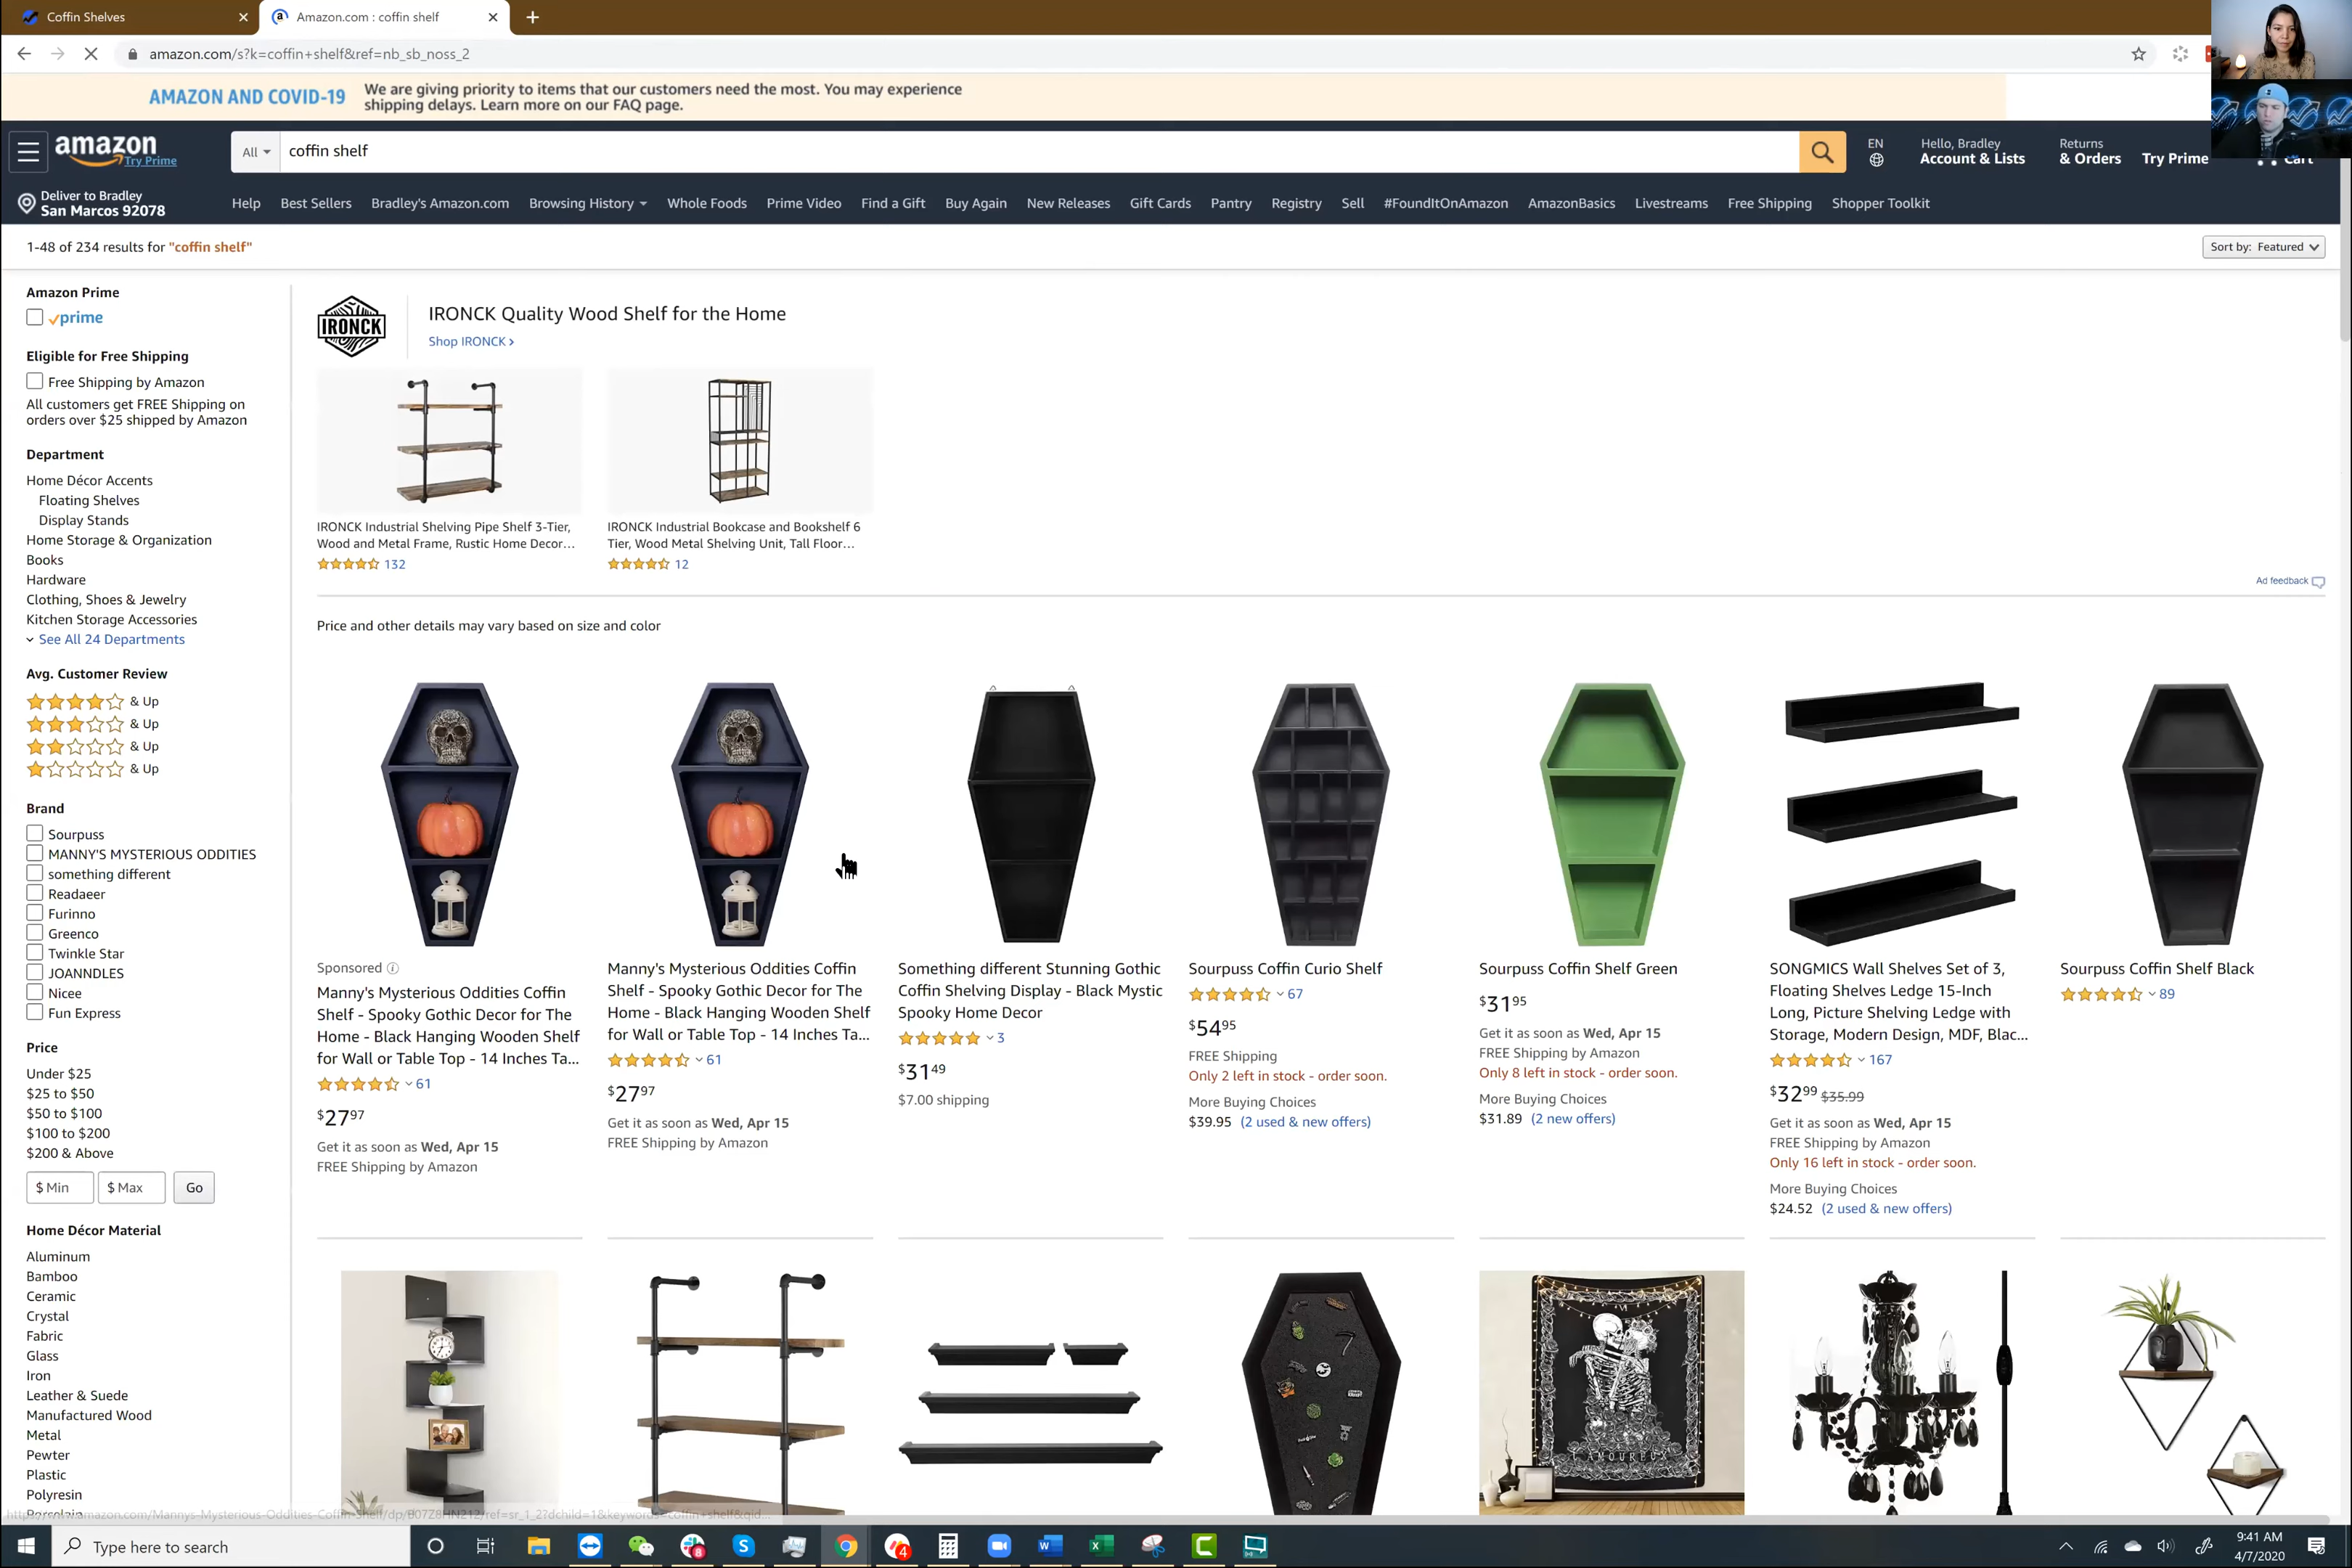 Coffin Shelves
Amazon.com : coffin shelf
amazon.com/s?k=coffin+shelf&ref=nb_sb_noss_2
AMAZON AND COVID-19
We are giving priority to items that our customers need the most. You may experience
shipping delays. Learn more on our FAQ page.
amazon
Try Prime
All
coffin shelf
EN
Hello, Bradley
Account & Lists
Returns
& Orders
Try Prime
Cart
Deliver to Bradley
San Marcos 92078
Help Best Sellers Bradley's Amazon.com Browsing History Whole Foods Prime Video Find a Gift Buy Again New Releases Gift Cards Pantry Registry Sell #FoundItOnAmazon AmazonBasics Livestreams Free Shipping Shopper Toolkit
1-48 of 234 results for "coffin shelf"
Sort by: Featured
Amazon Prime
prime
Eligible for Free Shipping
Free Shipping by Amazon
All customers get FREE Shipping on
orders over $25 shipped by Amazon
Department
Home Décor Accents
Floating Shelves
Display Stands
Home Storage & Organization
Books
Hardware
Clothing, Shoes & Jewelry
Kitchen Storage Accessories
See All 24 Departments
Avg. Customer Review
& Up
& Up
& Up
& Up
Brand
Sourpuss
MANNY'S MYSTERIOUS ODDITIES
something different
Readaeer
Furinno
Greenco
Twinkle Star
JOANNDLES
Nicee
Fun Express
Price
Under $25
$25 to $50
$50 to $100
$100 to $200
$200 & Above
$ Min
$ Max
Go
Home Décor Material
Aluminum
Bamboo
Ceramic
Crystal
Fabric
Glass
Iron
Leather & Suede
Manufactured Wood
Metal
Pewter
Plastic
Polyresin
IRONCK
IRONCK Quality Wood Shelf for the Home
Shop IRONCK
IRONCK Industrial Shelving Pipe Shelf 3-Tier,
Wood and Metal Frame, Rustic Home Decor...
132
IRONCK Industrial Bookcase and Bookshelf 6
Tier, Wood Metal Shelving Unit, Tall Floor...
12
Ad feedback
Price and other details may vary based on size and color
Sponsored
Manny's Mysterious Oddities Coffin
Shelf - Spooky Gothic Decor for The
Home - Black Hanging Wooden Shelf
for Wall or Table Top - 14 Inches Ta...
61
$27 97
Get it as soon as Wed, Apr 15
FREE Shipping by Amazon
Manny's Mysterious Oddities Coffin
Shelf - Spooky Gothic Decor for The
Home - Black Hanging Wooden Shelf
for Wall or Table Top - 14 Inches Ta...
61
$27 97
Get it as soon as Wed, Apr 15
FREE Shipping by Amazon
Something different Stunning Gothic
Coffin Shelving Display - Black Mystic
Spooky Home Decor
3
$31 49
$7.00 shipping
Sourpuss Coffin Curio Shelf
67
$54 95
FREE Shipping
Only 2 left in stock - order soon.
More Buying Choices
$39.95 (2 used & new offers)
Sourpuss Coffin Shelf Green
$31 95
Get it as soon as Wed, Apr 15
FREE Shipping by Amazon
Only 8 left in stock - order soon.
More Buying Choices
$31.89 (2 new offers)
SONGMICS Wall Shelves Set of 3,
Floating Shelves Ledge 15-Inch
Long, Picture Shelving Ledge with
Storage, Modern Design, MDF, Blac...
167
$32 99 $35.99
Get it as soon as Wed, Apr 15
FREE Shipping by Amazon
Only 16 left in stock - order soon.
More Buying Choices
$24.52 (2 used & new offers)
Sourpuss Coffin Shelf Black
89
Type here to search
8
4
9:41 AM
4/7/2020